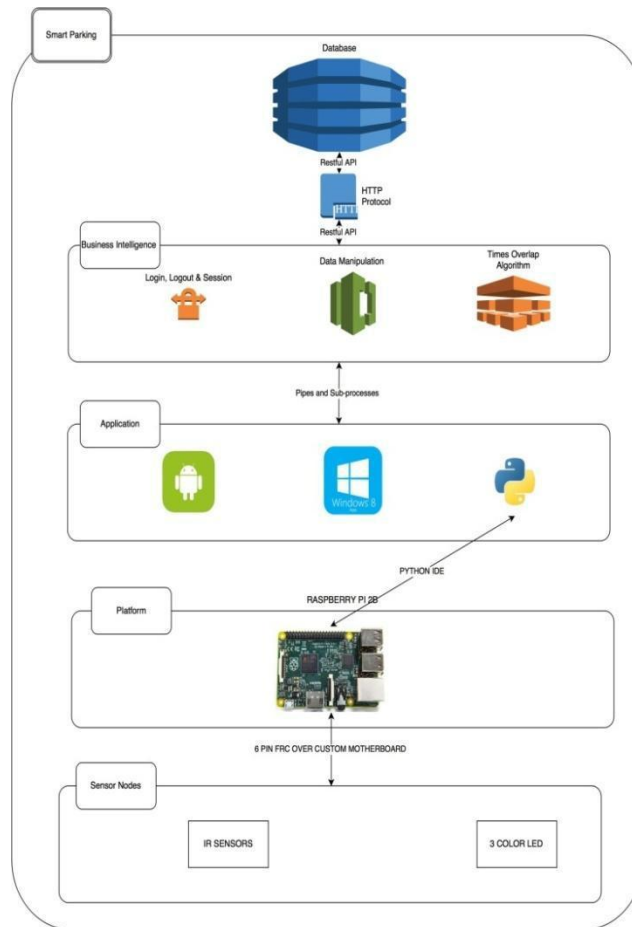 Smart Parking
Database
Restful API
HTTP
Protocol
HTTP
Restful API
Business Intelligence
Login, Logout & Session
Data Manipulation
Times Overlap
Algorithm
Pipes and Sub-processes
Application
Windows 8
PYTHON IDE
RASPBERRY PI 2B
Platform
6 PIN FRC OVER CUSTOM MOTHERBOARD
Sensor Nodes
IR SENSORS
3 COLOR LED